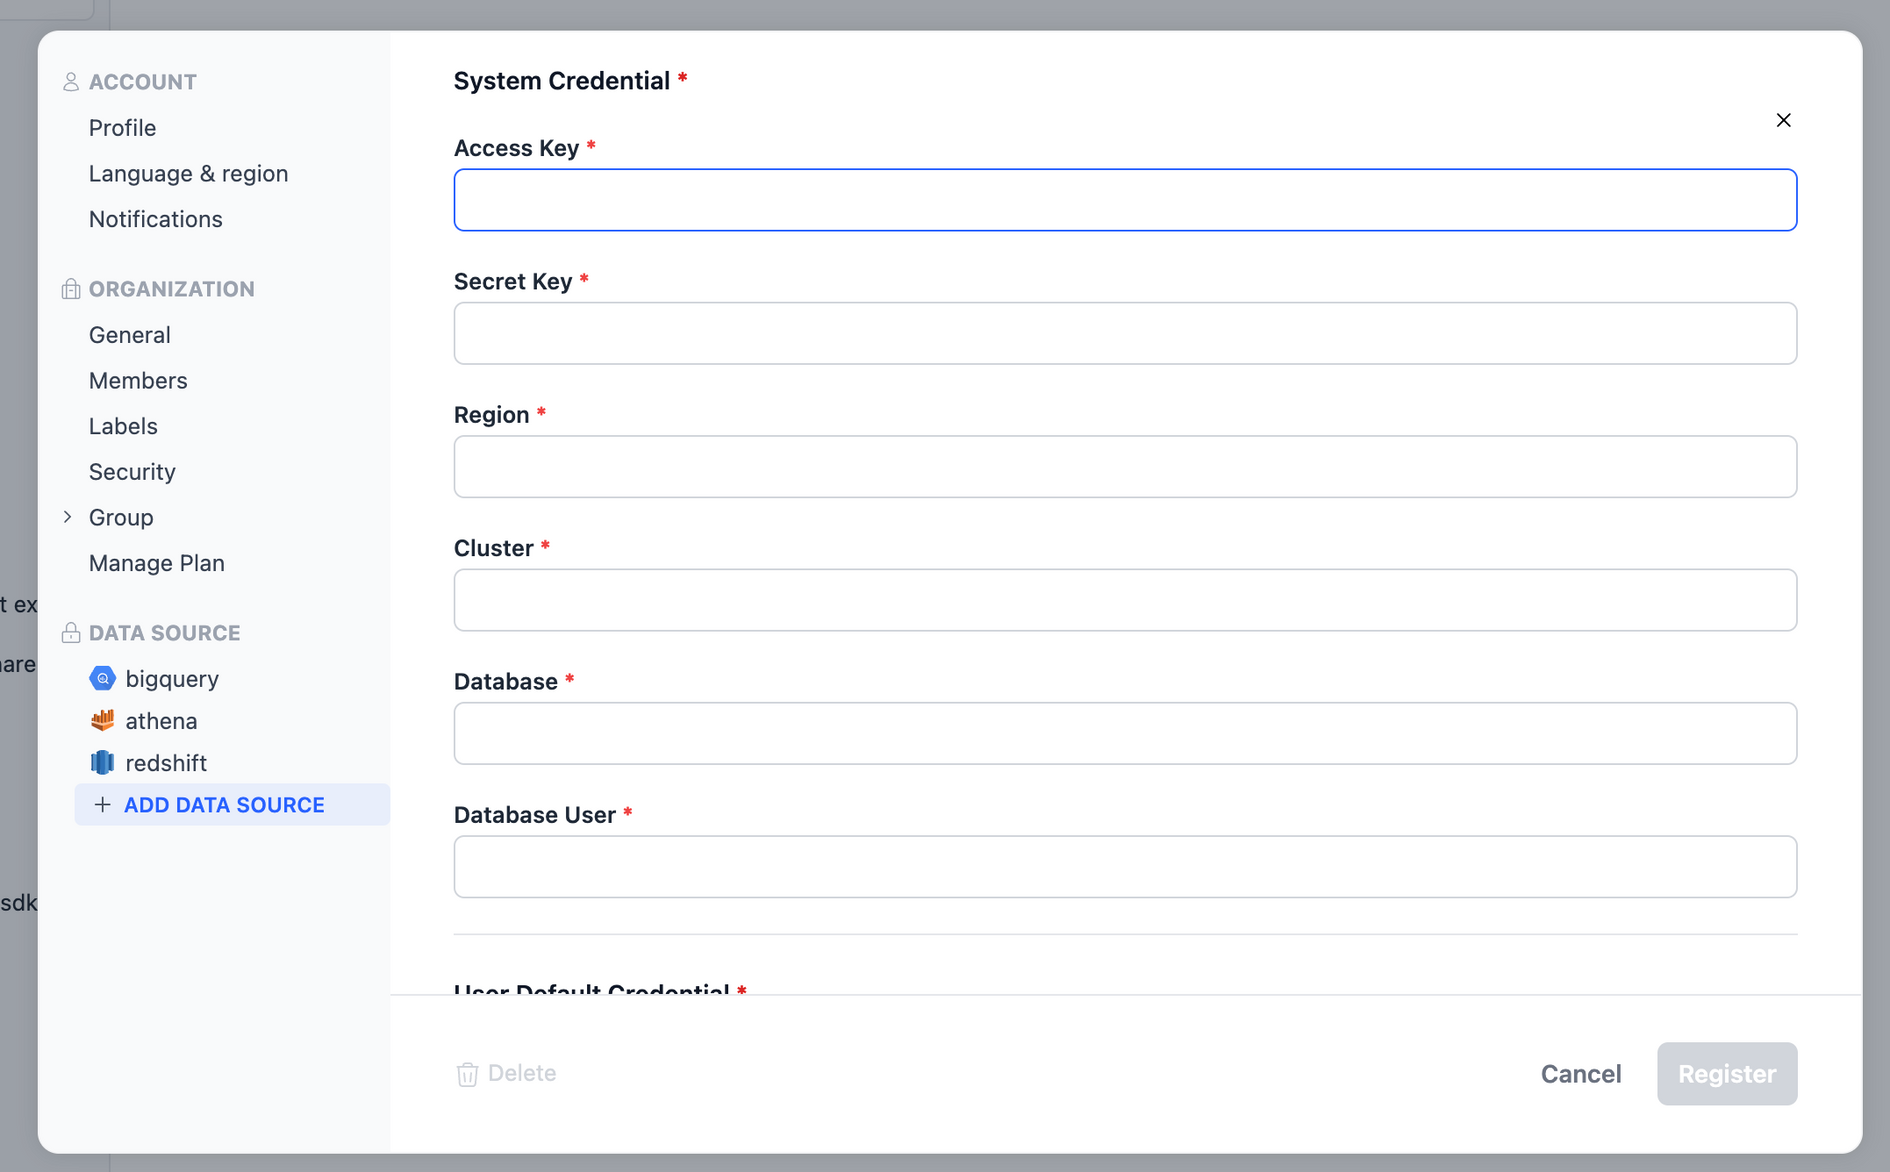 ACCOUNT
Profile
Language & region
Notifications
ORGANIZATION
General
Members
Labels
Security
Group
Manage Plan
DATA SOURCE
bigquery
athena
redshift
+ ADD DATA SOURCE
System Credential *
Access Key *
Secret Key *
Region *
Cluster *
Database *
Database User *
User Default Credential *
Delete
Cancel
Register
t ex
are
sdk